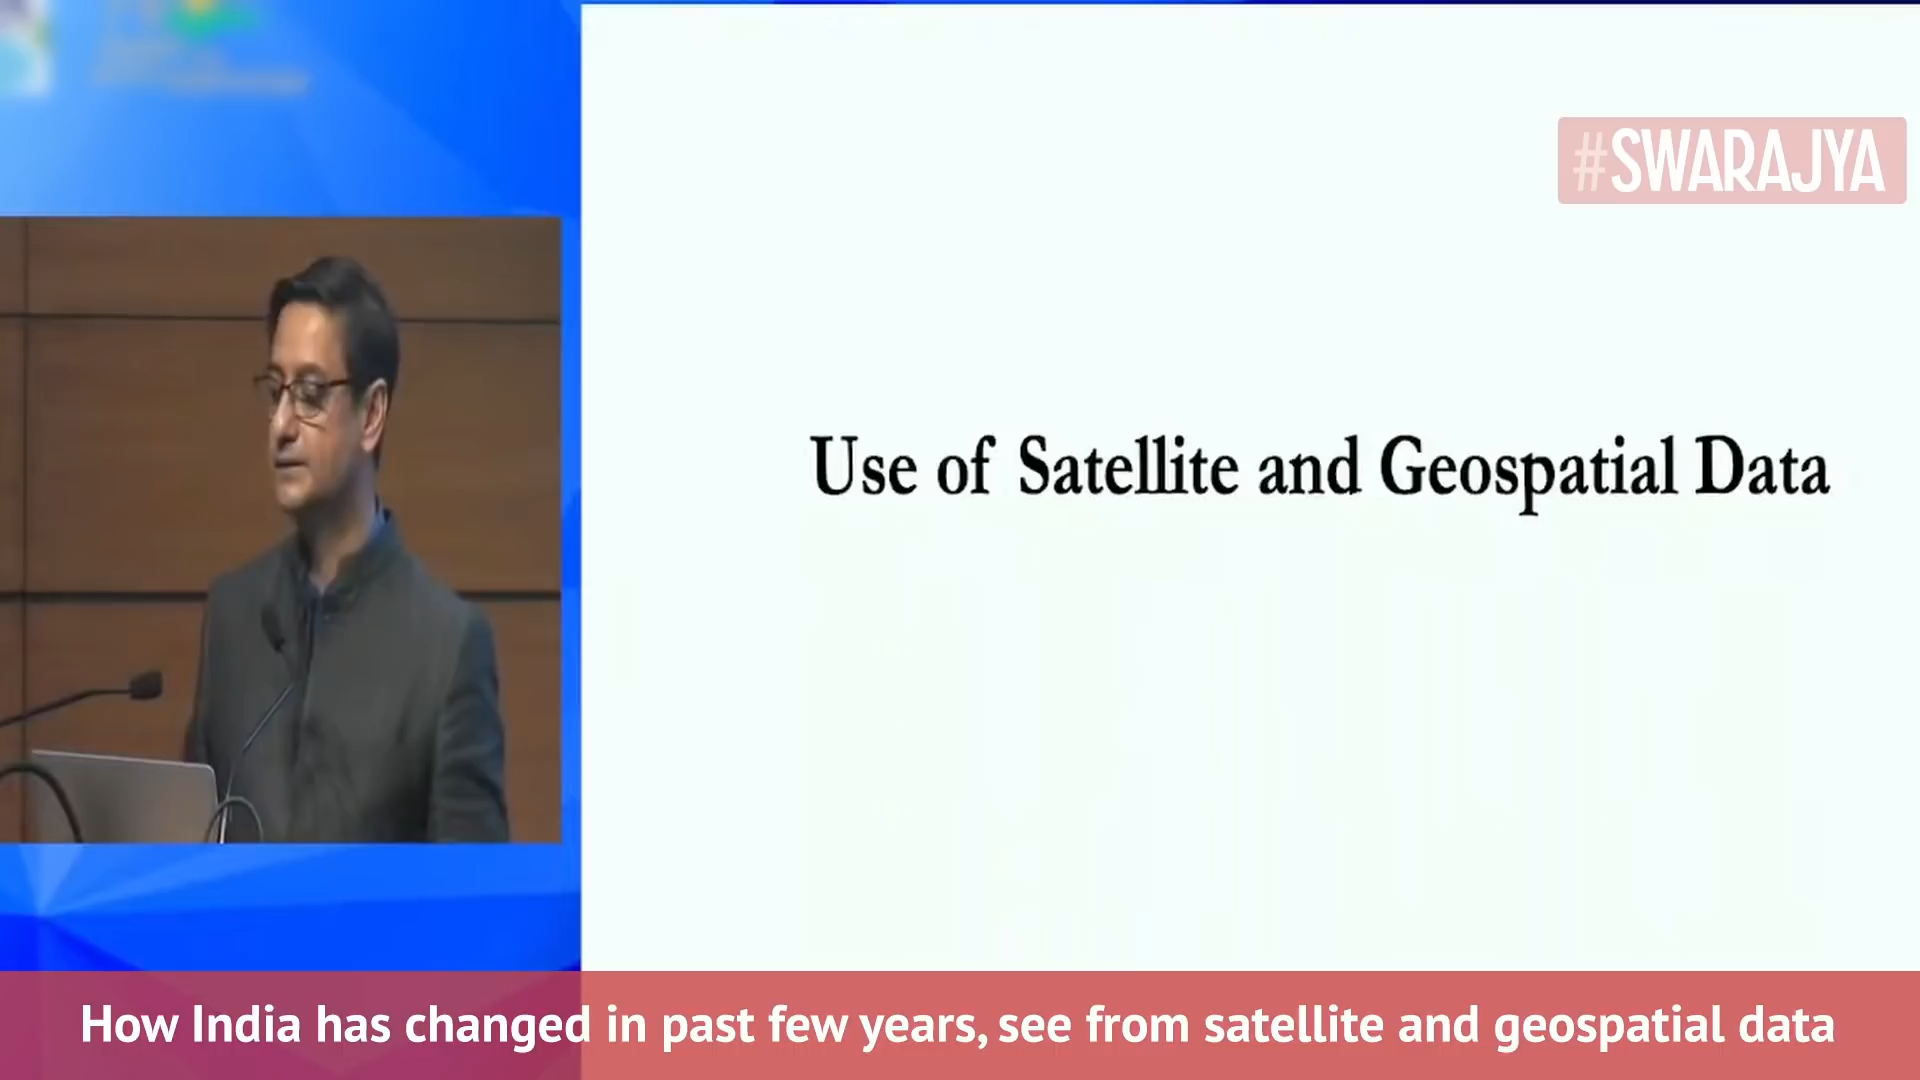 #SWARAJYA
Use of Satellite and Geospatial Data
How India has changed in past few years, see from satellite and geospatial data